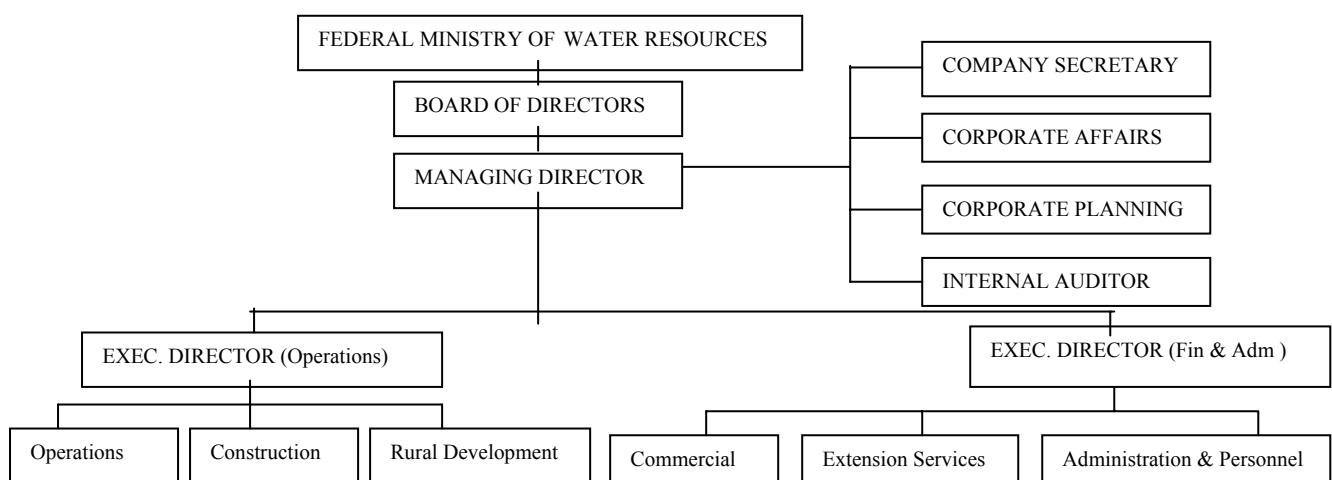 FEDERAL MINISTRY OF WATER RESOURCES
BOARD OF DIRECTORS
MANAGING DIRECTOR
COMPANY SECRETARY
CORPORATE AFFAIRS
CORPORATE PLANNING
INTERNAL AUDITOR
EXEC. DIRECTOR (Operations)
EXEC. DIRECTOR (Fin & Adm )
Operations
Construction
Rural Development
Commercial
Extension Services
Administration & Personnel